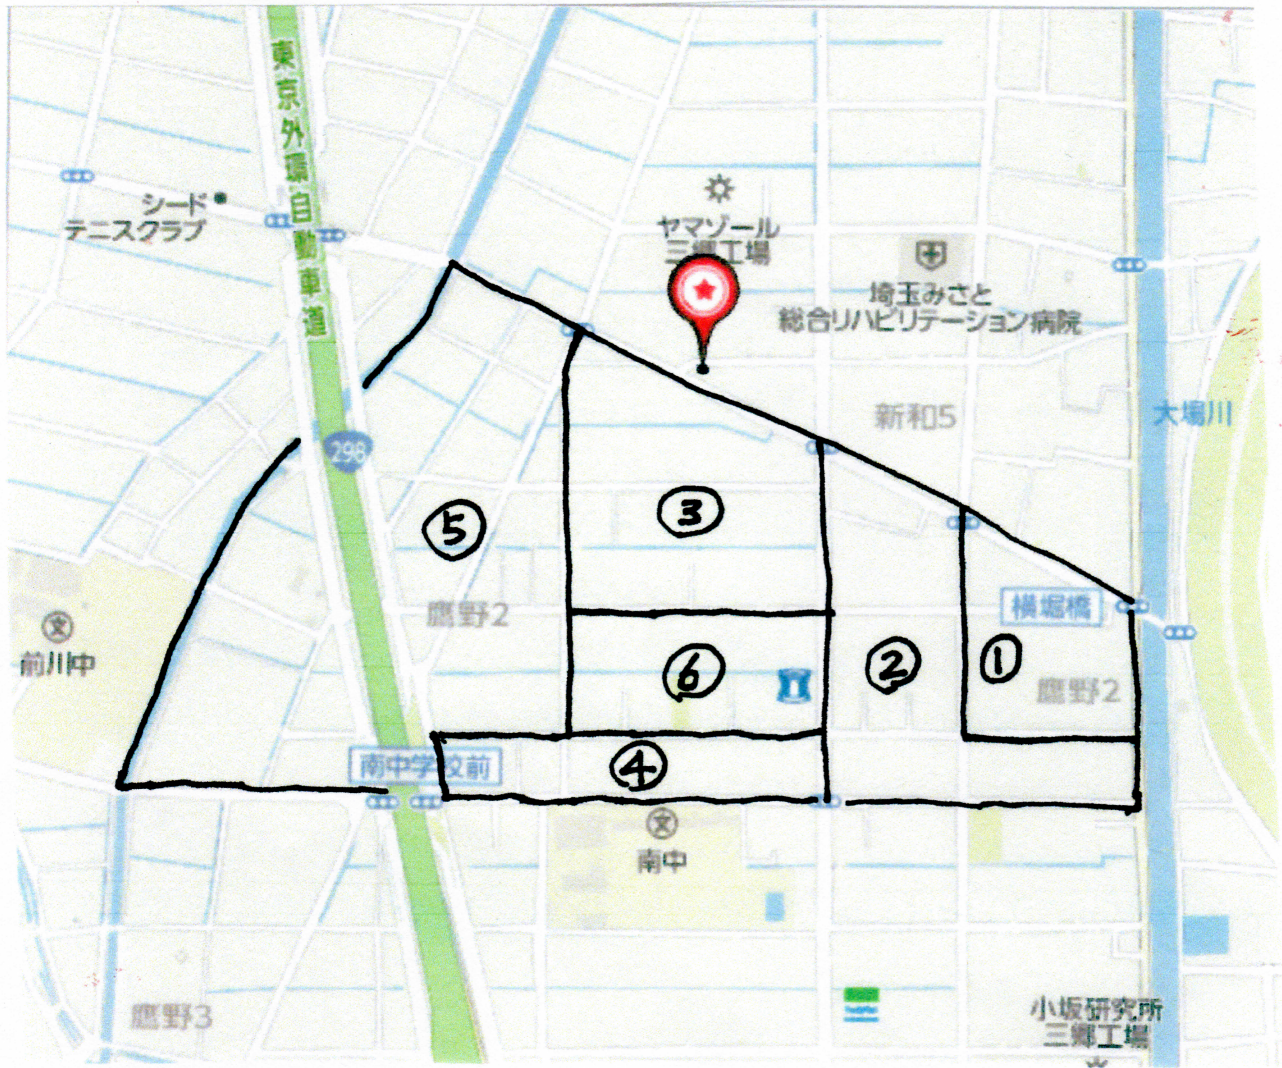 東京外環自動車道
シード
テニスクラブ
ヤマゾール
三郷工場
埼玉みさと
総合リハビリテーション病院
新和5
大場川
298
⑤
③
鷹野2
横堀橋
文
前川中
⑥
②
①
鷹野2
南中学校前
④
文
南中
鷹野3
小坂研究所
三郷工場